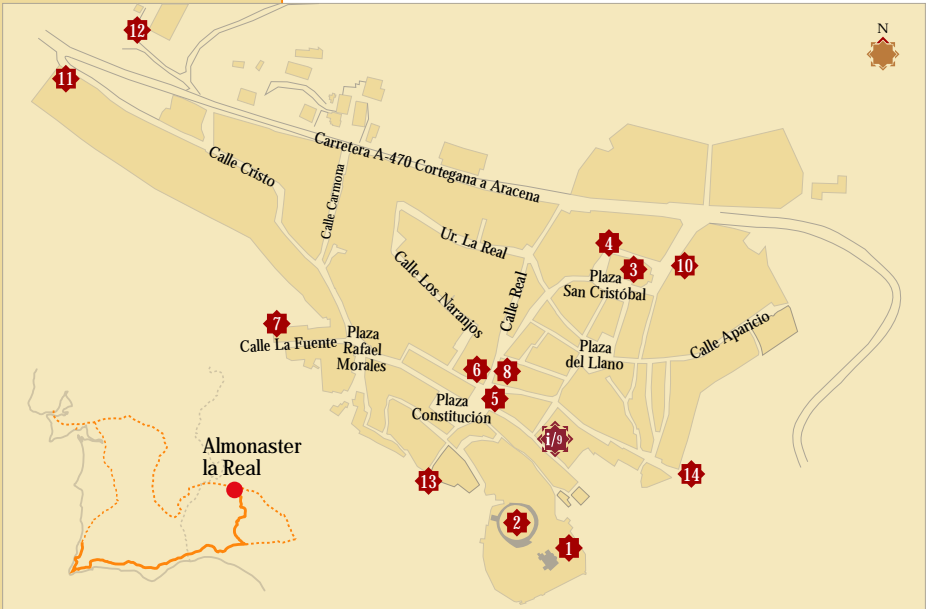 12
N
11
Carretera A-470 Cortegana a Aracena
Calle Cristo
Calle Carmona
Ur. La Real
4
3
10
Plaza
San Cristóbal
Calle Los Naranjos
Calle Real
7
Calle La Fuente
Plaza
Rafael
Morales
Plaza
del Llano
Calle Aparicio
6
8
5
Plaza
Constitución
i/9
Almonaster
la Real
13
14
2
1